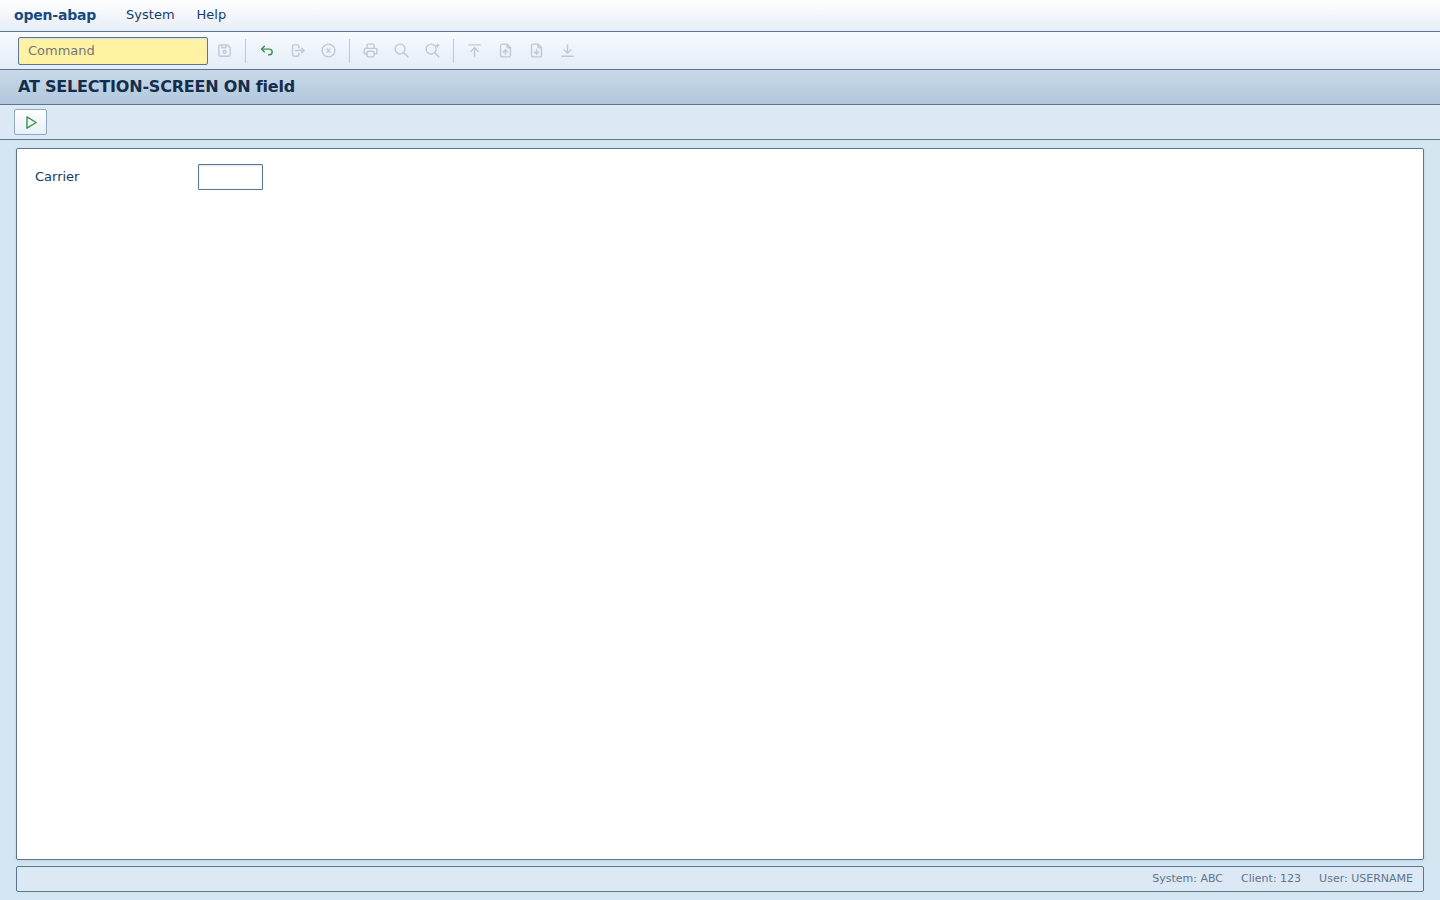 open-abap System Help
Command
AT SELECTION-SCREEN ON field
Carrier
System: ABC Client: 123 User: USERNAME